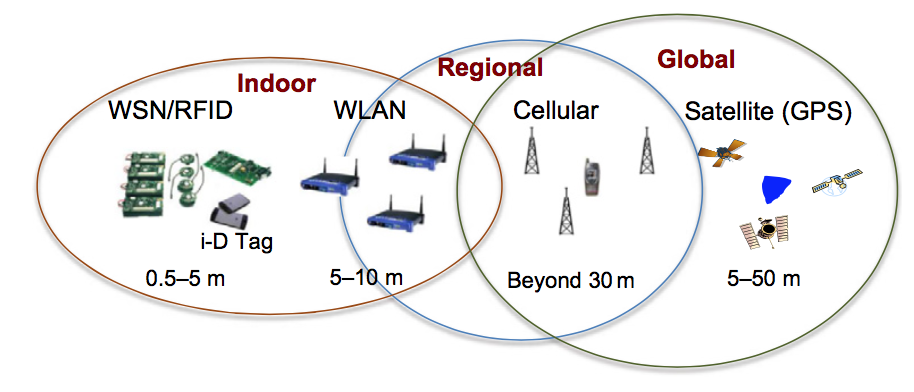 Indoor
Regional
Global
WSN/RFID
WLAN
Cellular
Satellite (GPS)
i-D Tag
0.5–5 m
5–10 m
Beyond 30 m
5–50 m